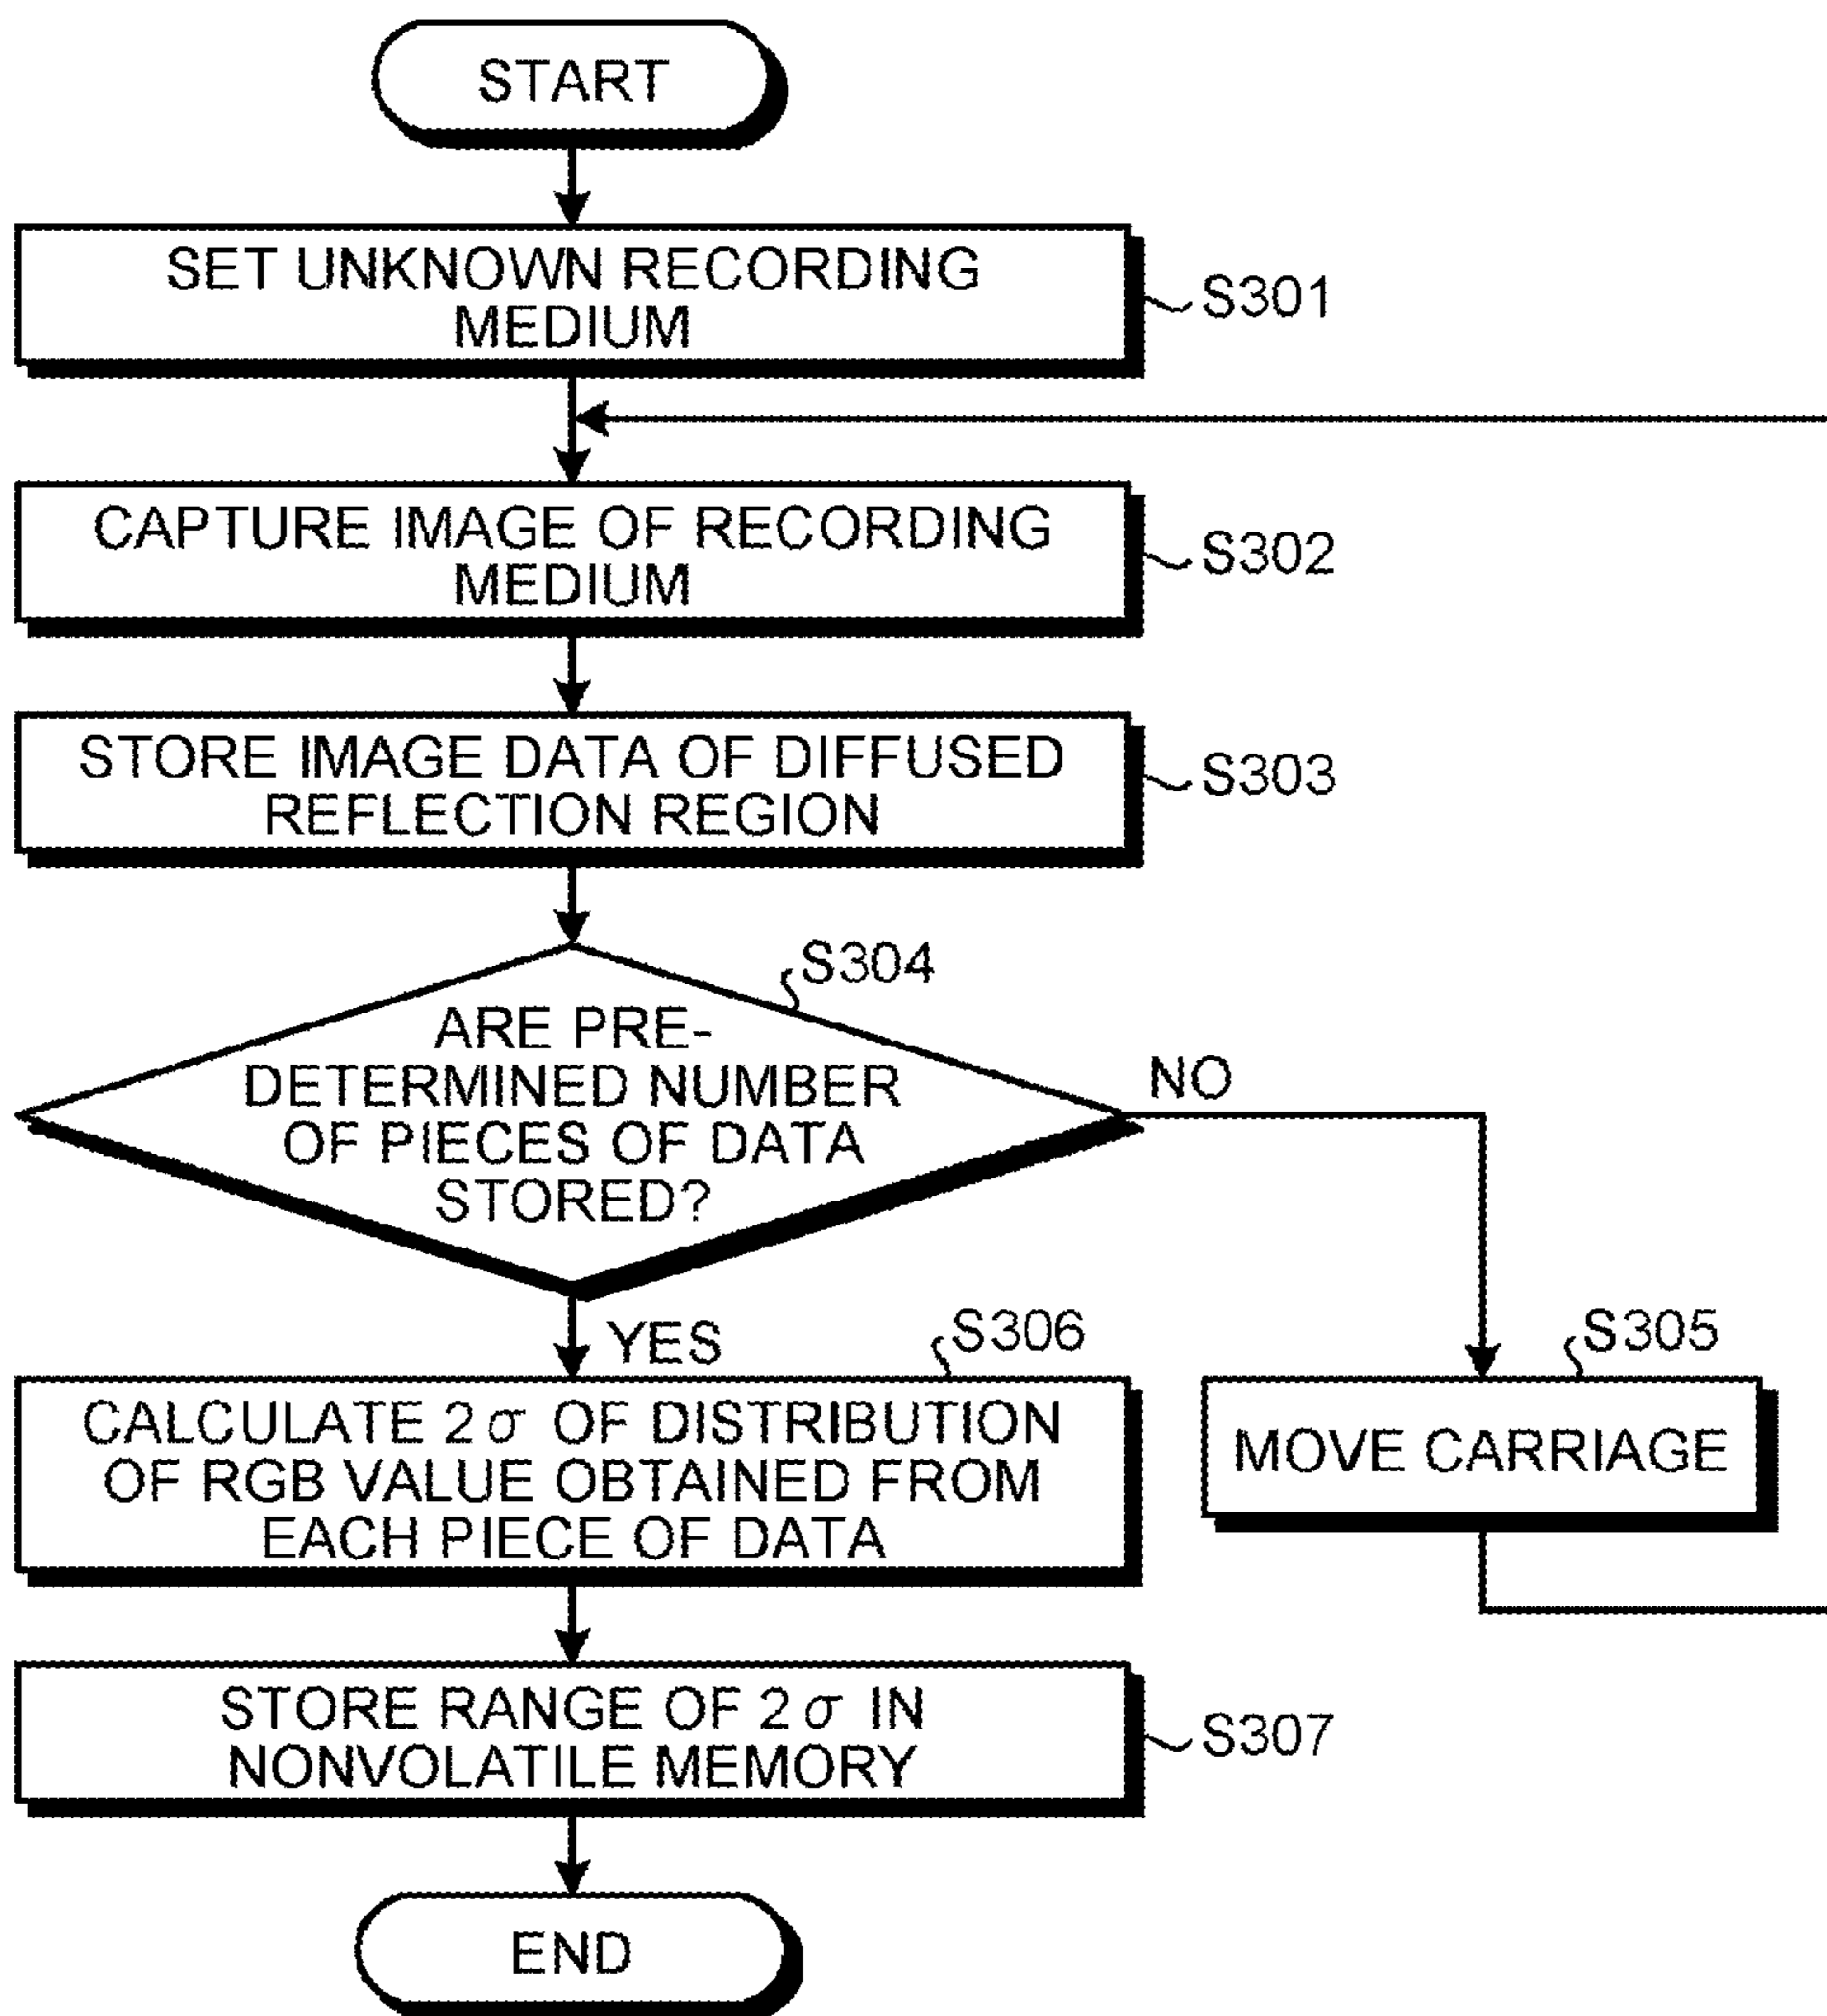 START
SET UNKNOWN RECORDING
MEDIUM
S301
CAPTURE IMAGE OF RECORDING
MEDIUM
S302
STORE IMAGE DATA OF DIFFUSED
REFLECTION REGION
S303
S304
ARE PRE-
DETERMINED NUMBER
OF PIECES OF DATA
STORED?
NO
YES
S305
MOVE CARRIAGE
S306
CALCULATE 2σ OF DISTRIBUTION
OF RGB VALUE OBTAINED FROM
EACH PIECE OF DATA
STORE RANGE OF 2σ IN
NONVOLATILE MEMORY
S307
END